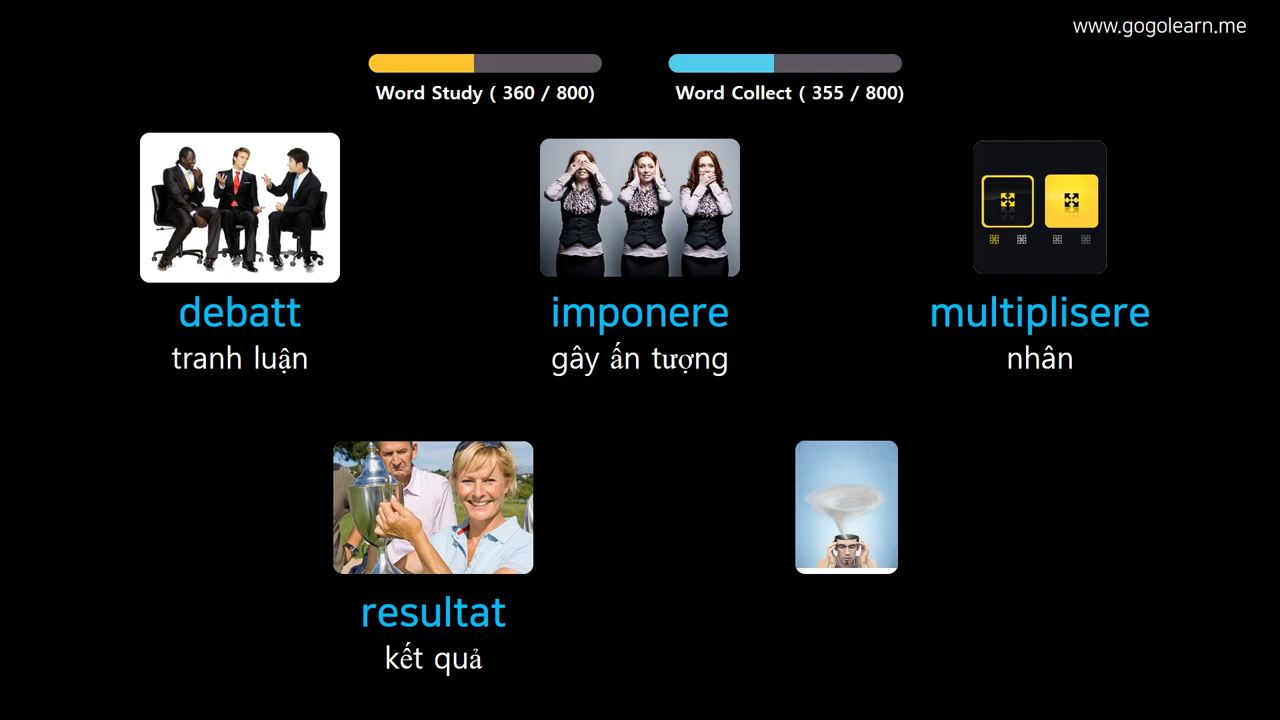 www.gogolearn.me
Word Study ( 360 / 800)
Word Collect ( 355 / 800)
debatt
imponere
multiplisere
tranh luận
gây ấn tượng
nhân
resultat
kết quả